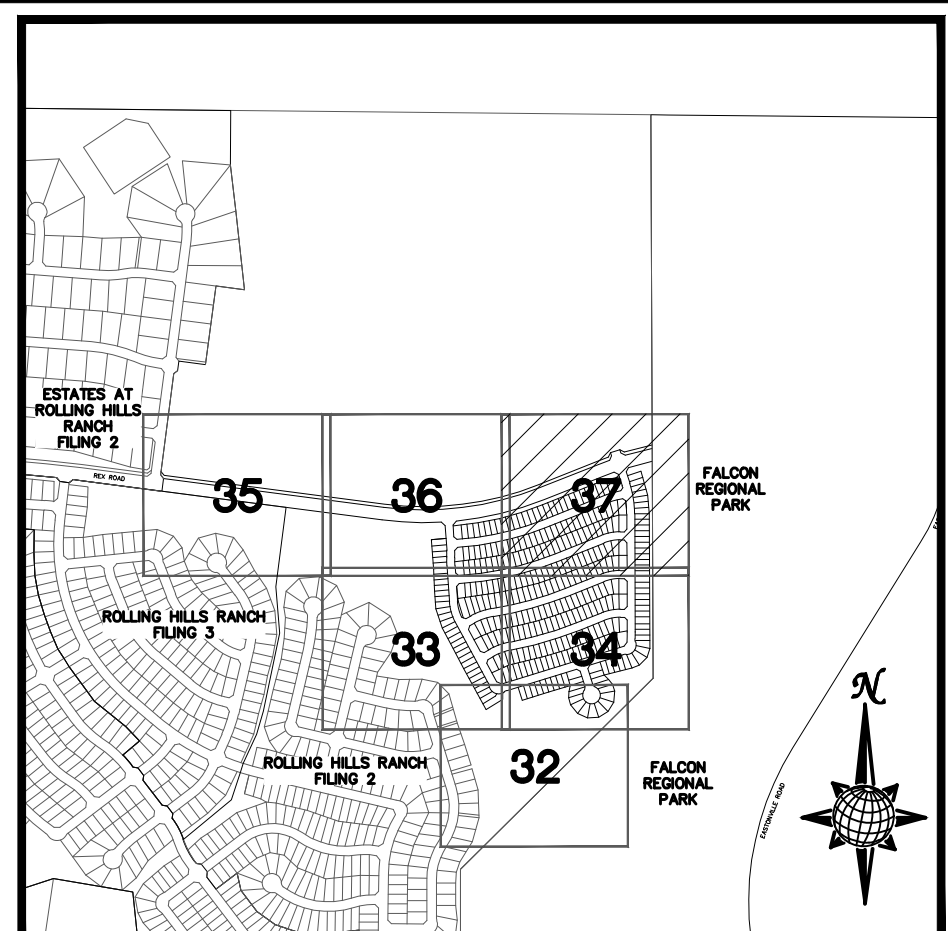 ESTATES AT
ROLLING HILLS
RANCH
FILING 2
REX ROAD
35
36
37
FALCON
REGIONAL
PARK
ROLLING HILLS RANCH
FILING 3
33
34
N
ROLLING HILLS RANCH
FILING 2
32
FALCON
REGIONAL
PARK
EASTONVILLE ROAD